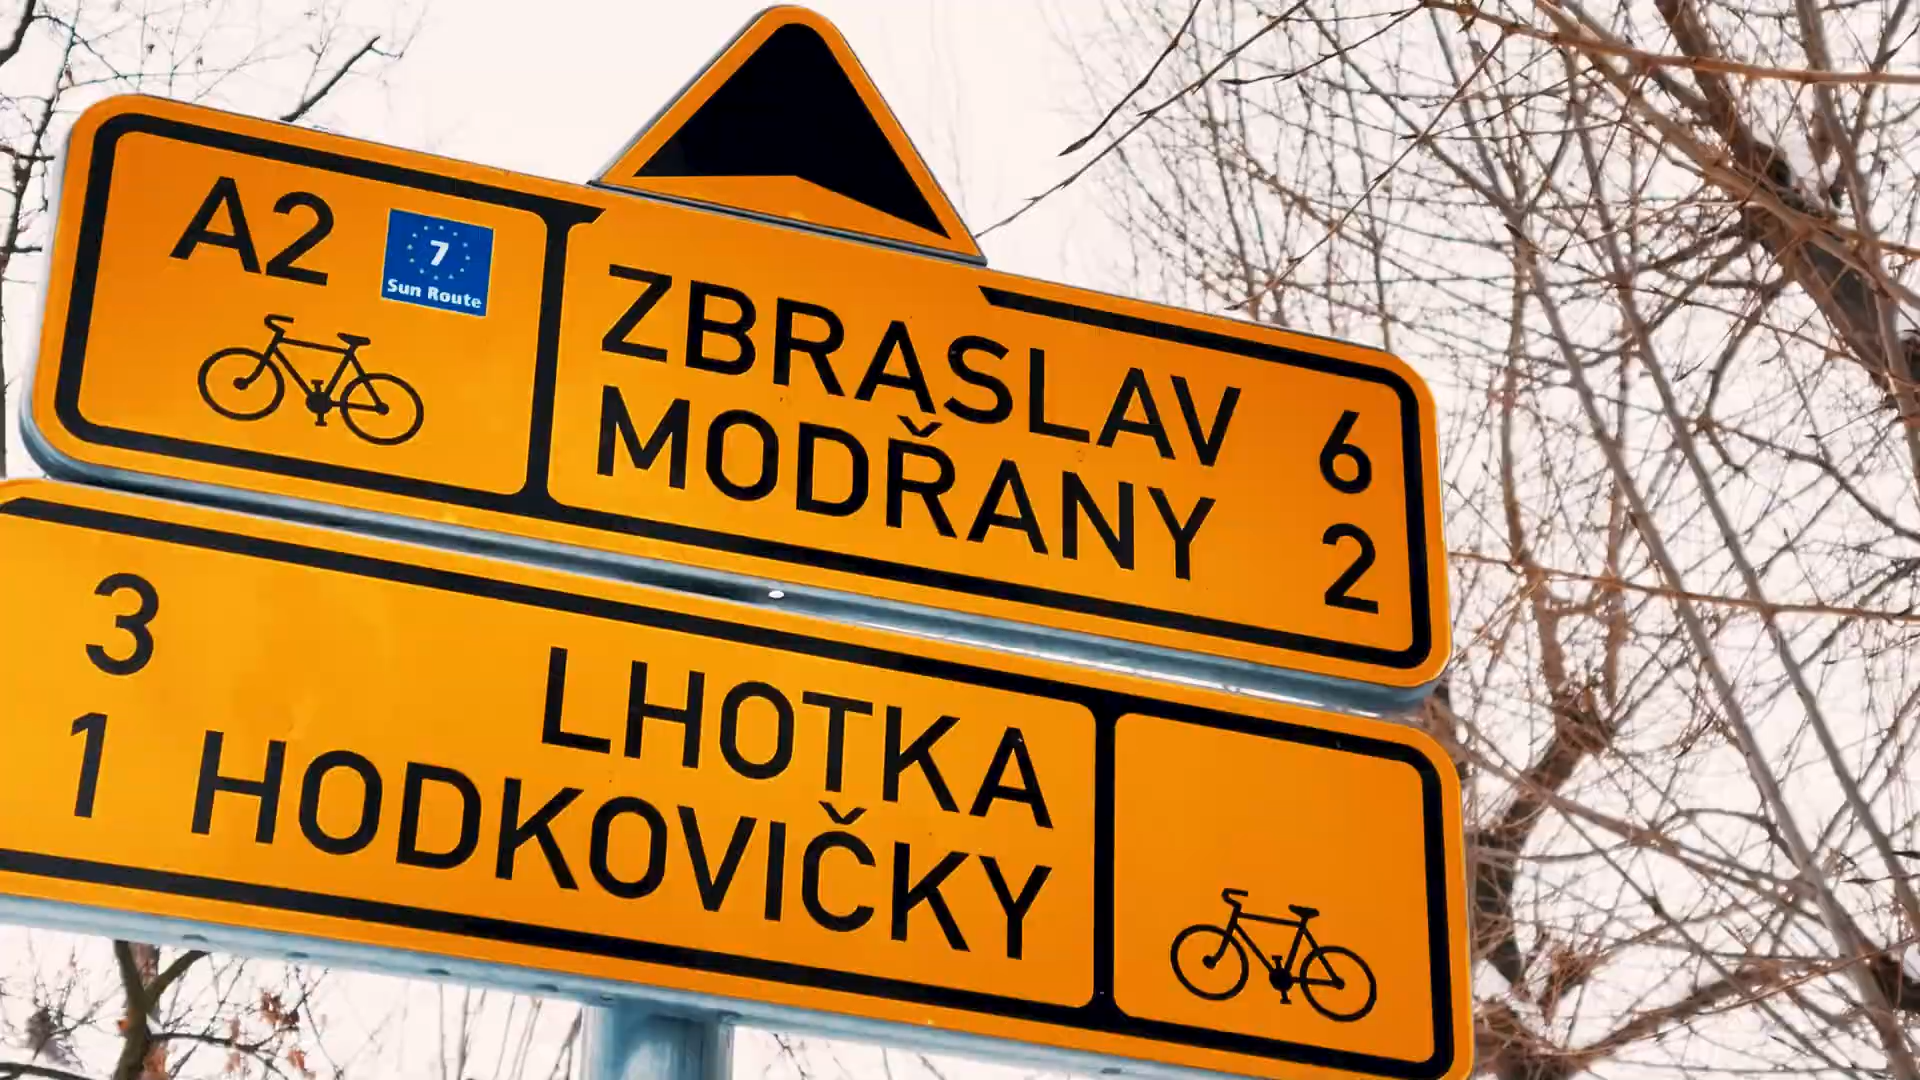 A2
7
Sun Route
ZBRASLAV 6
MODŘANY 2
3 LHOTKA
1 HODKOVIČKY